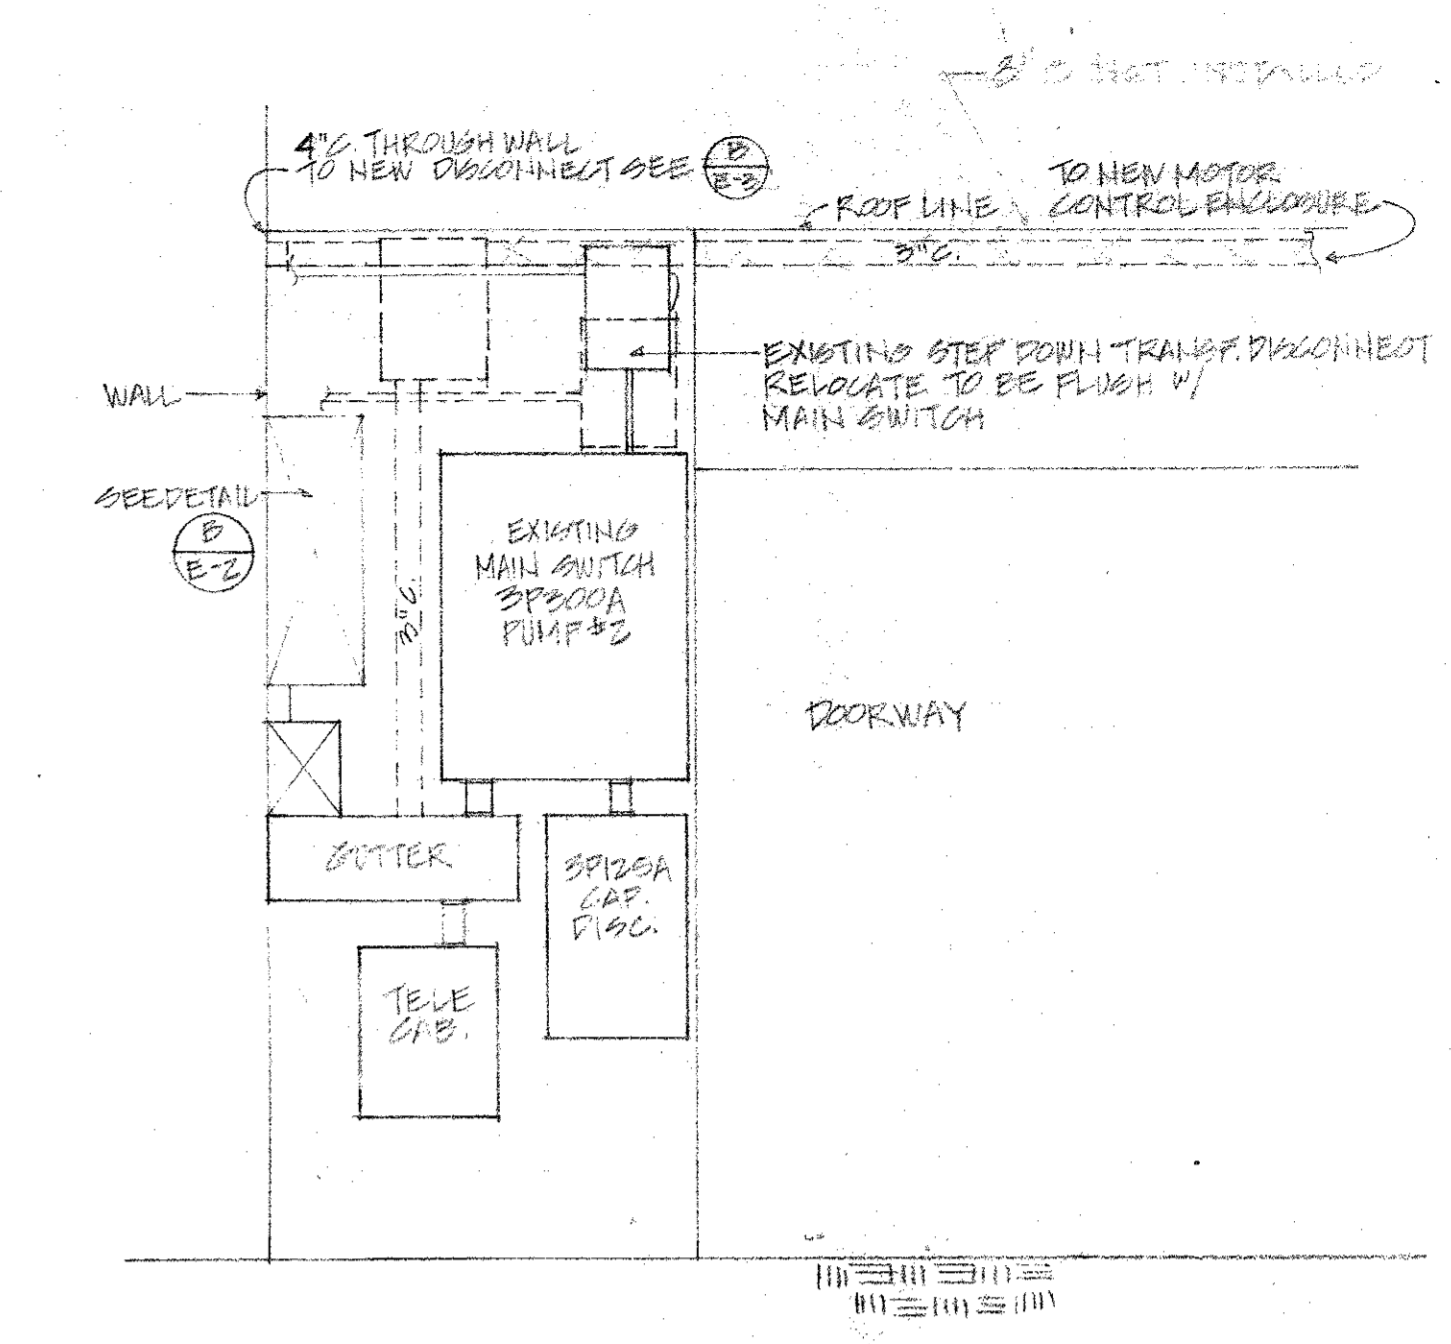 3" C NOT INSTALLED
4"C. THROUGH WALL
TO NEW DISCONNECT SEE
B
E-3
TO NEW MOTOR
CONTROL ENCLOSURE
ROOF LINE
3"C.
EXISTING STEP DOWN TRANSF. DISCONNECT
RELOCATE TO BE FLUSH W/
MAIN SWITCH
WALL
SEE DETAIL
B
E-2
EXISTING
MAIN SWITCH
3P300A
PUMP #2
DOORWAY
GUTTER
3P125A
CAP.
DISC.
TELE
CAB.